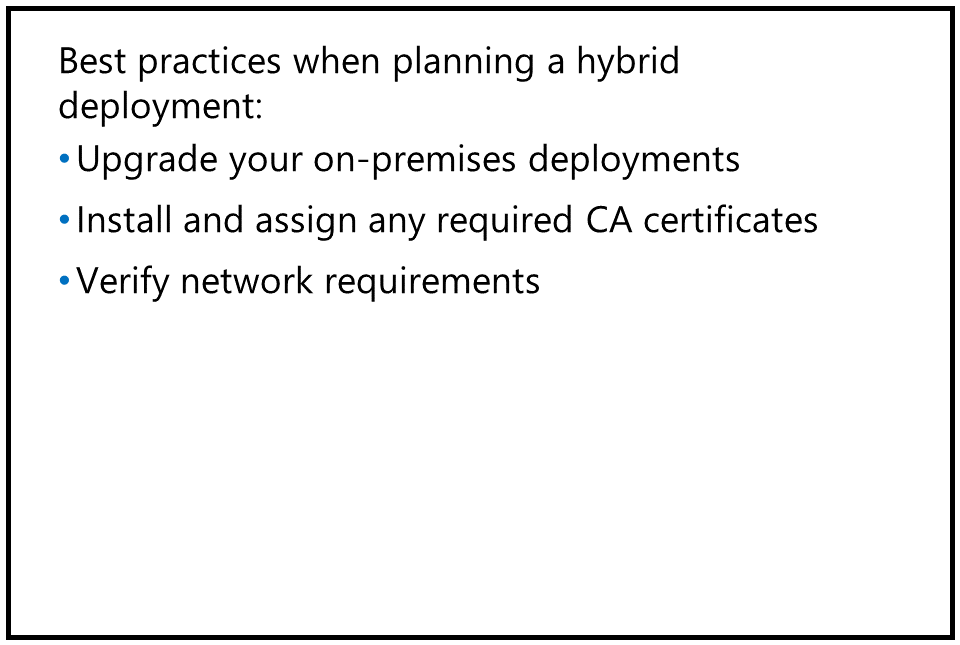 Best practices when planning a hybrid
deployment:
•Upgrade your on-premises deployments
•Install and assign any required CA certificates
•Verify network requirements